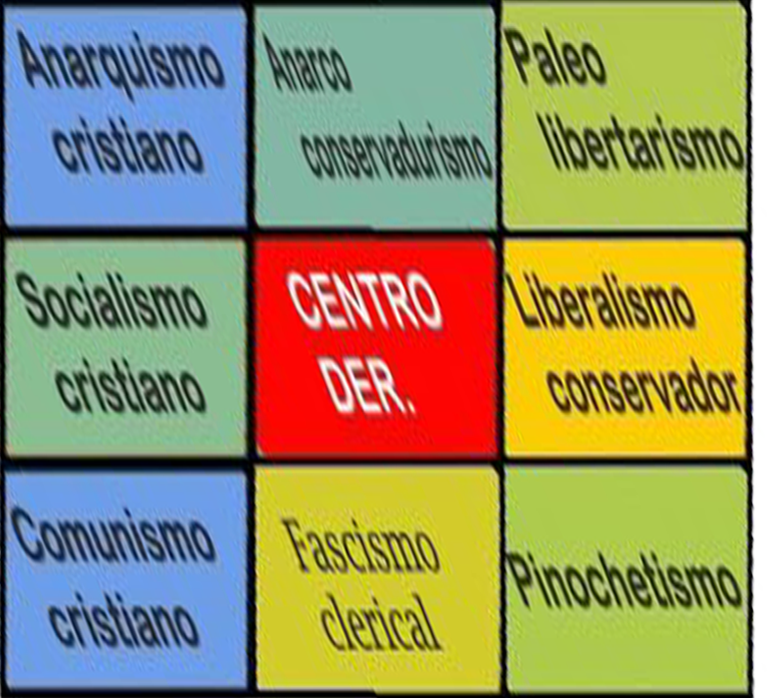 Anarquismo
cristiano
Anarco
conservadurismo
Paleo
libertarismo
Socialismo
cristiano
CENTRO
DER.
Liberalismo
conservador
Comunismo
cristiano
Fascismo
clerical
Pinochetismo